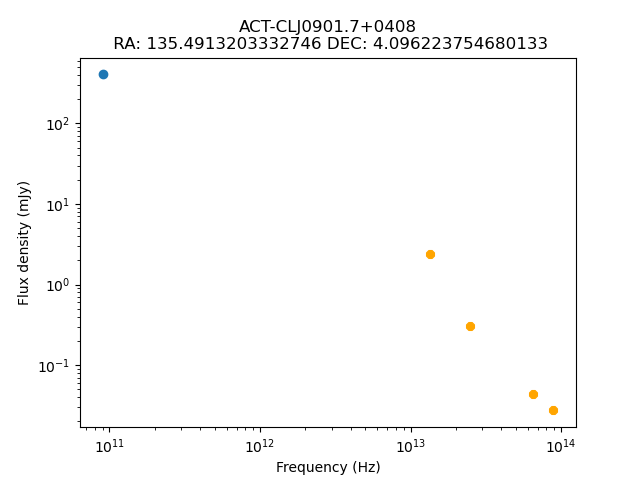 ACT-CLJ0901.7+0408
RA: 135.4913203332746 DEC: 4.096223754680133
Flux density (mJy)
10²
10¹
10⁰
10⁻¹
10¹¹ 10¹² 10¹³ 10¹⁴
Frequency (Hz)